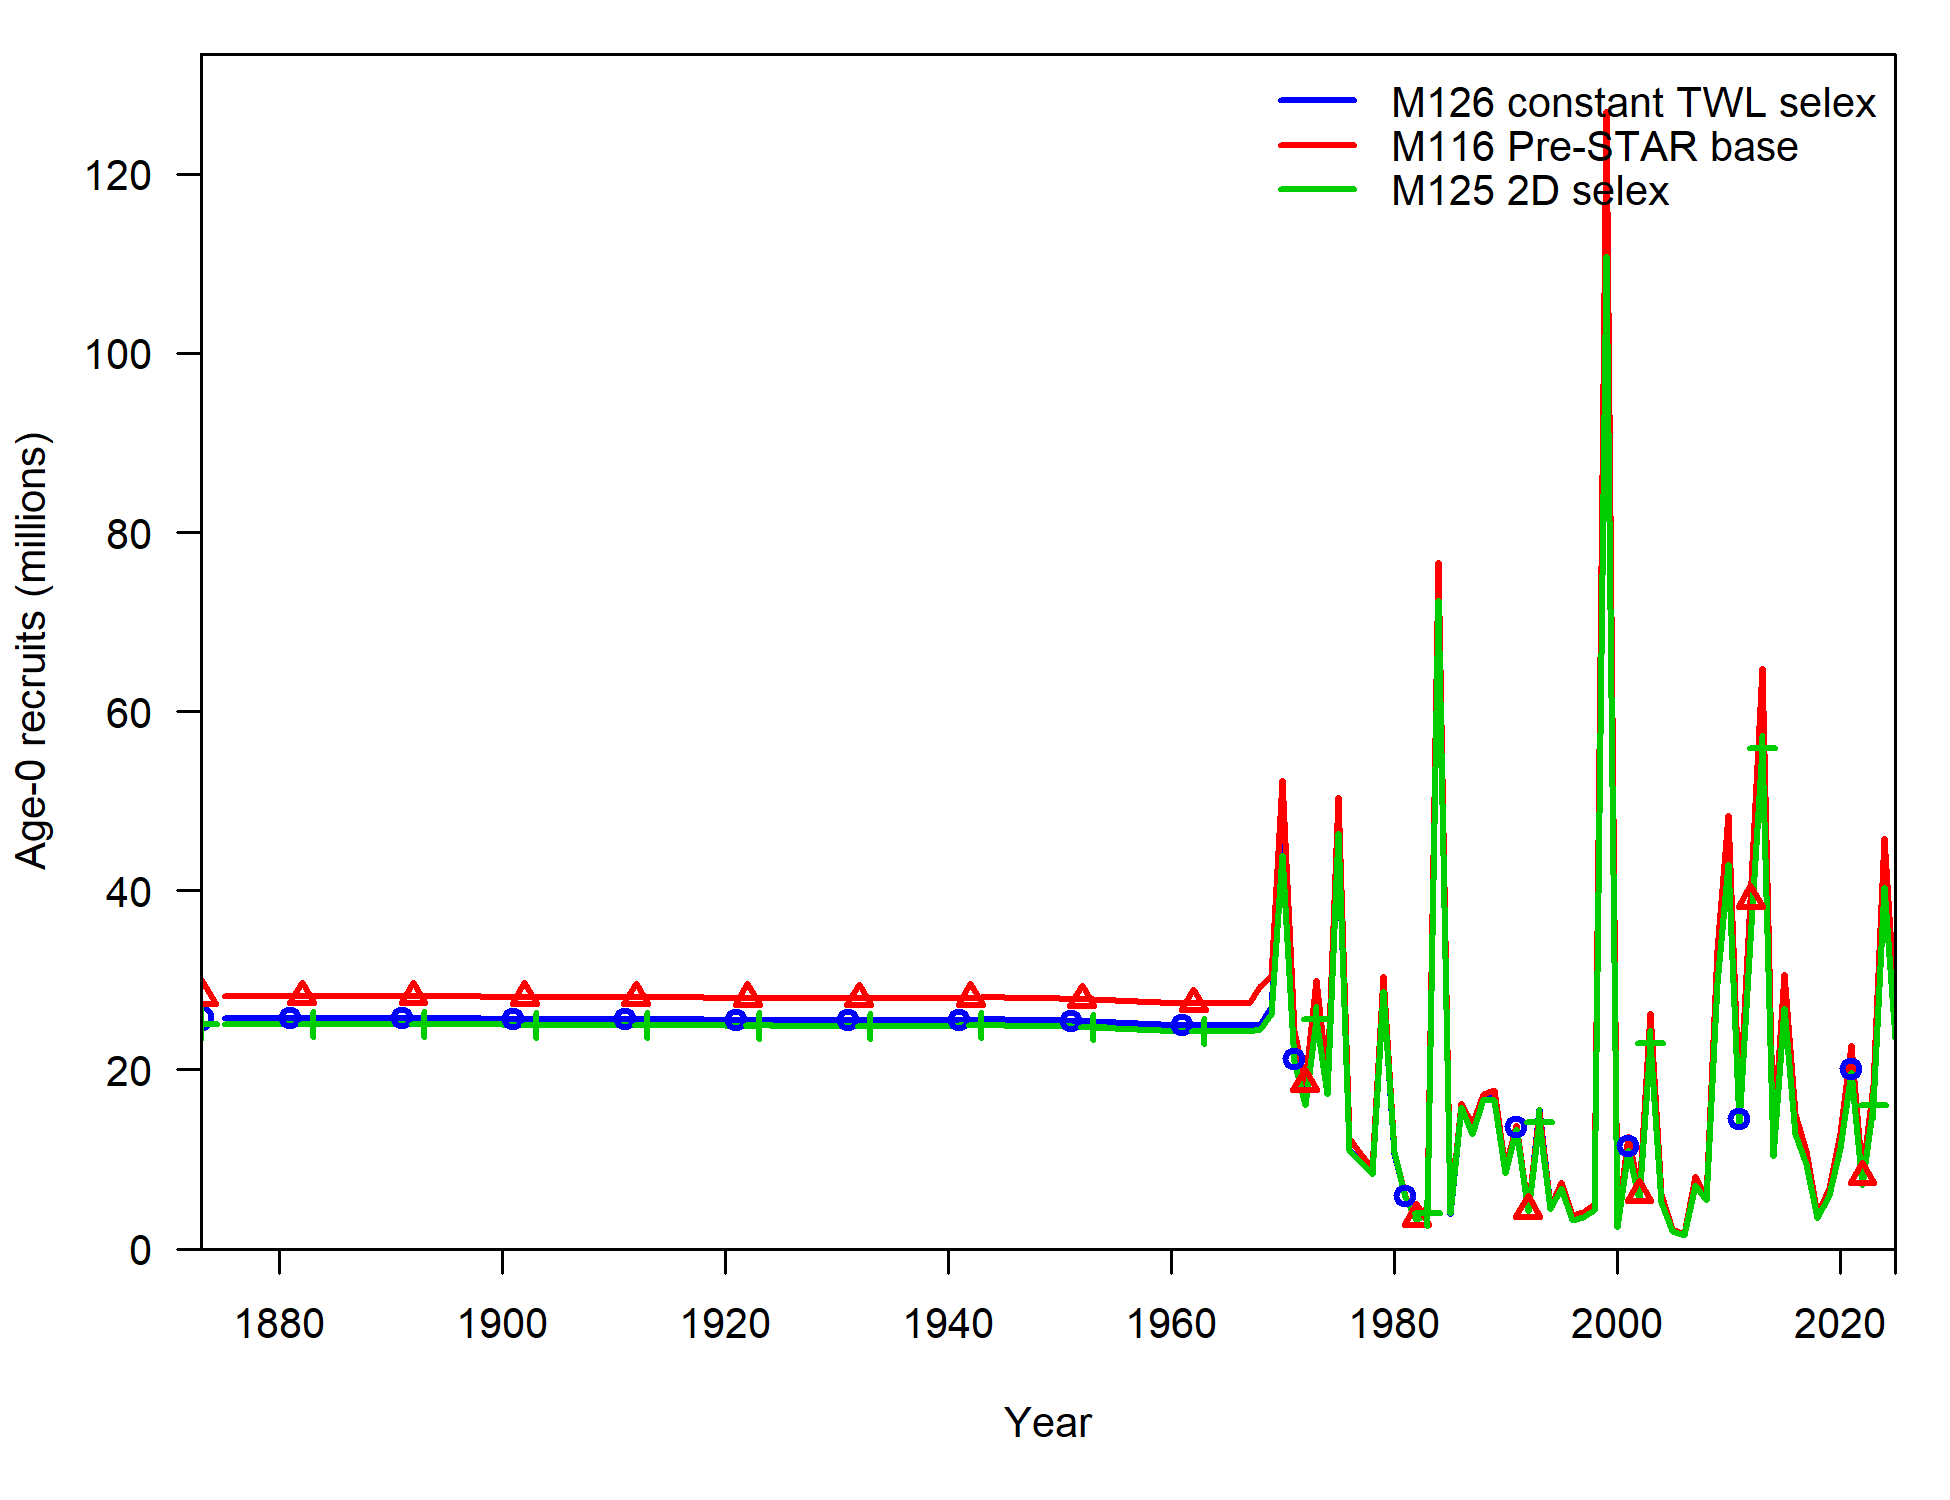 M126 constant TWL selex
M116 Pre-STAR base
M125 2D selex
120
100
80
60
40
20
0
Age-0 recruits (millions)
1880 1900 1920 1940 1960 1980 2000 2020
Year